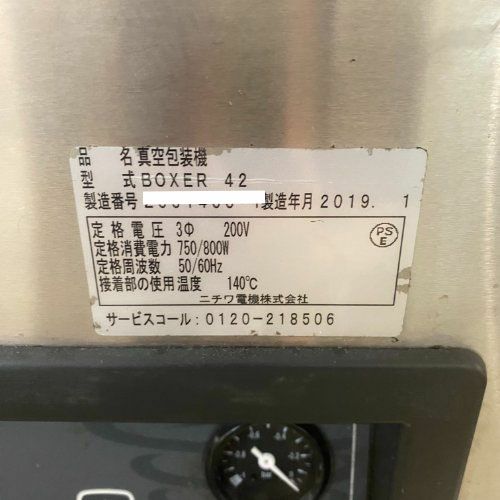 品 名 真空包装機
型 式 BOXER 42
製造番号 製造年月 2019. 1
定格電圧 3Φ 200V
定格消費電力 750/800W
定格周波数 50/60Hz
接着部の使用温度 140℃
PS
E
ニチワ電機株式会社
サービスコール:0120-218506
bar